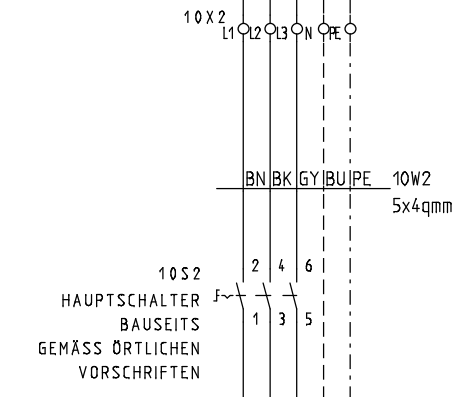 10X2
L1 L2 L3 N PE
BN BK GY BU PE 10W2
5x4qmm
2 4 6
10S2
HAUPTSCHALTER
1 3 5
BAUSEITS
GEMÄSS ÖRTLICHEN
VORSCHRIFTEN